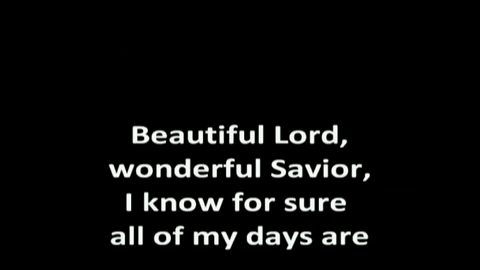 Beautiful Lord,
wonderful Savior,
I know for sure
all of my days are